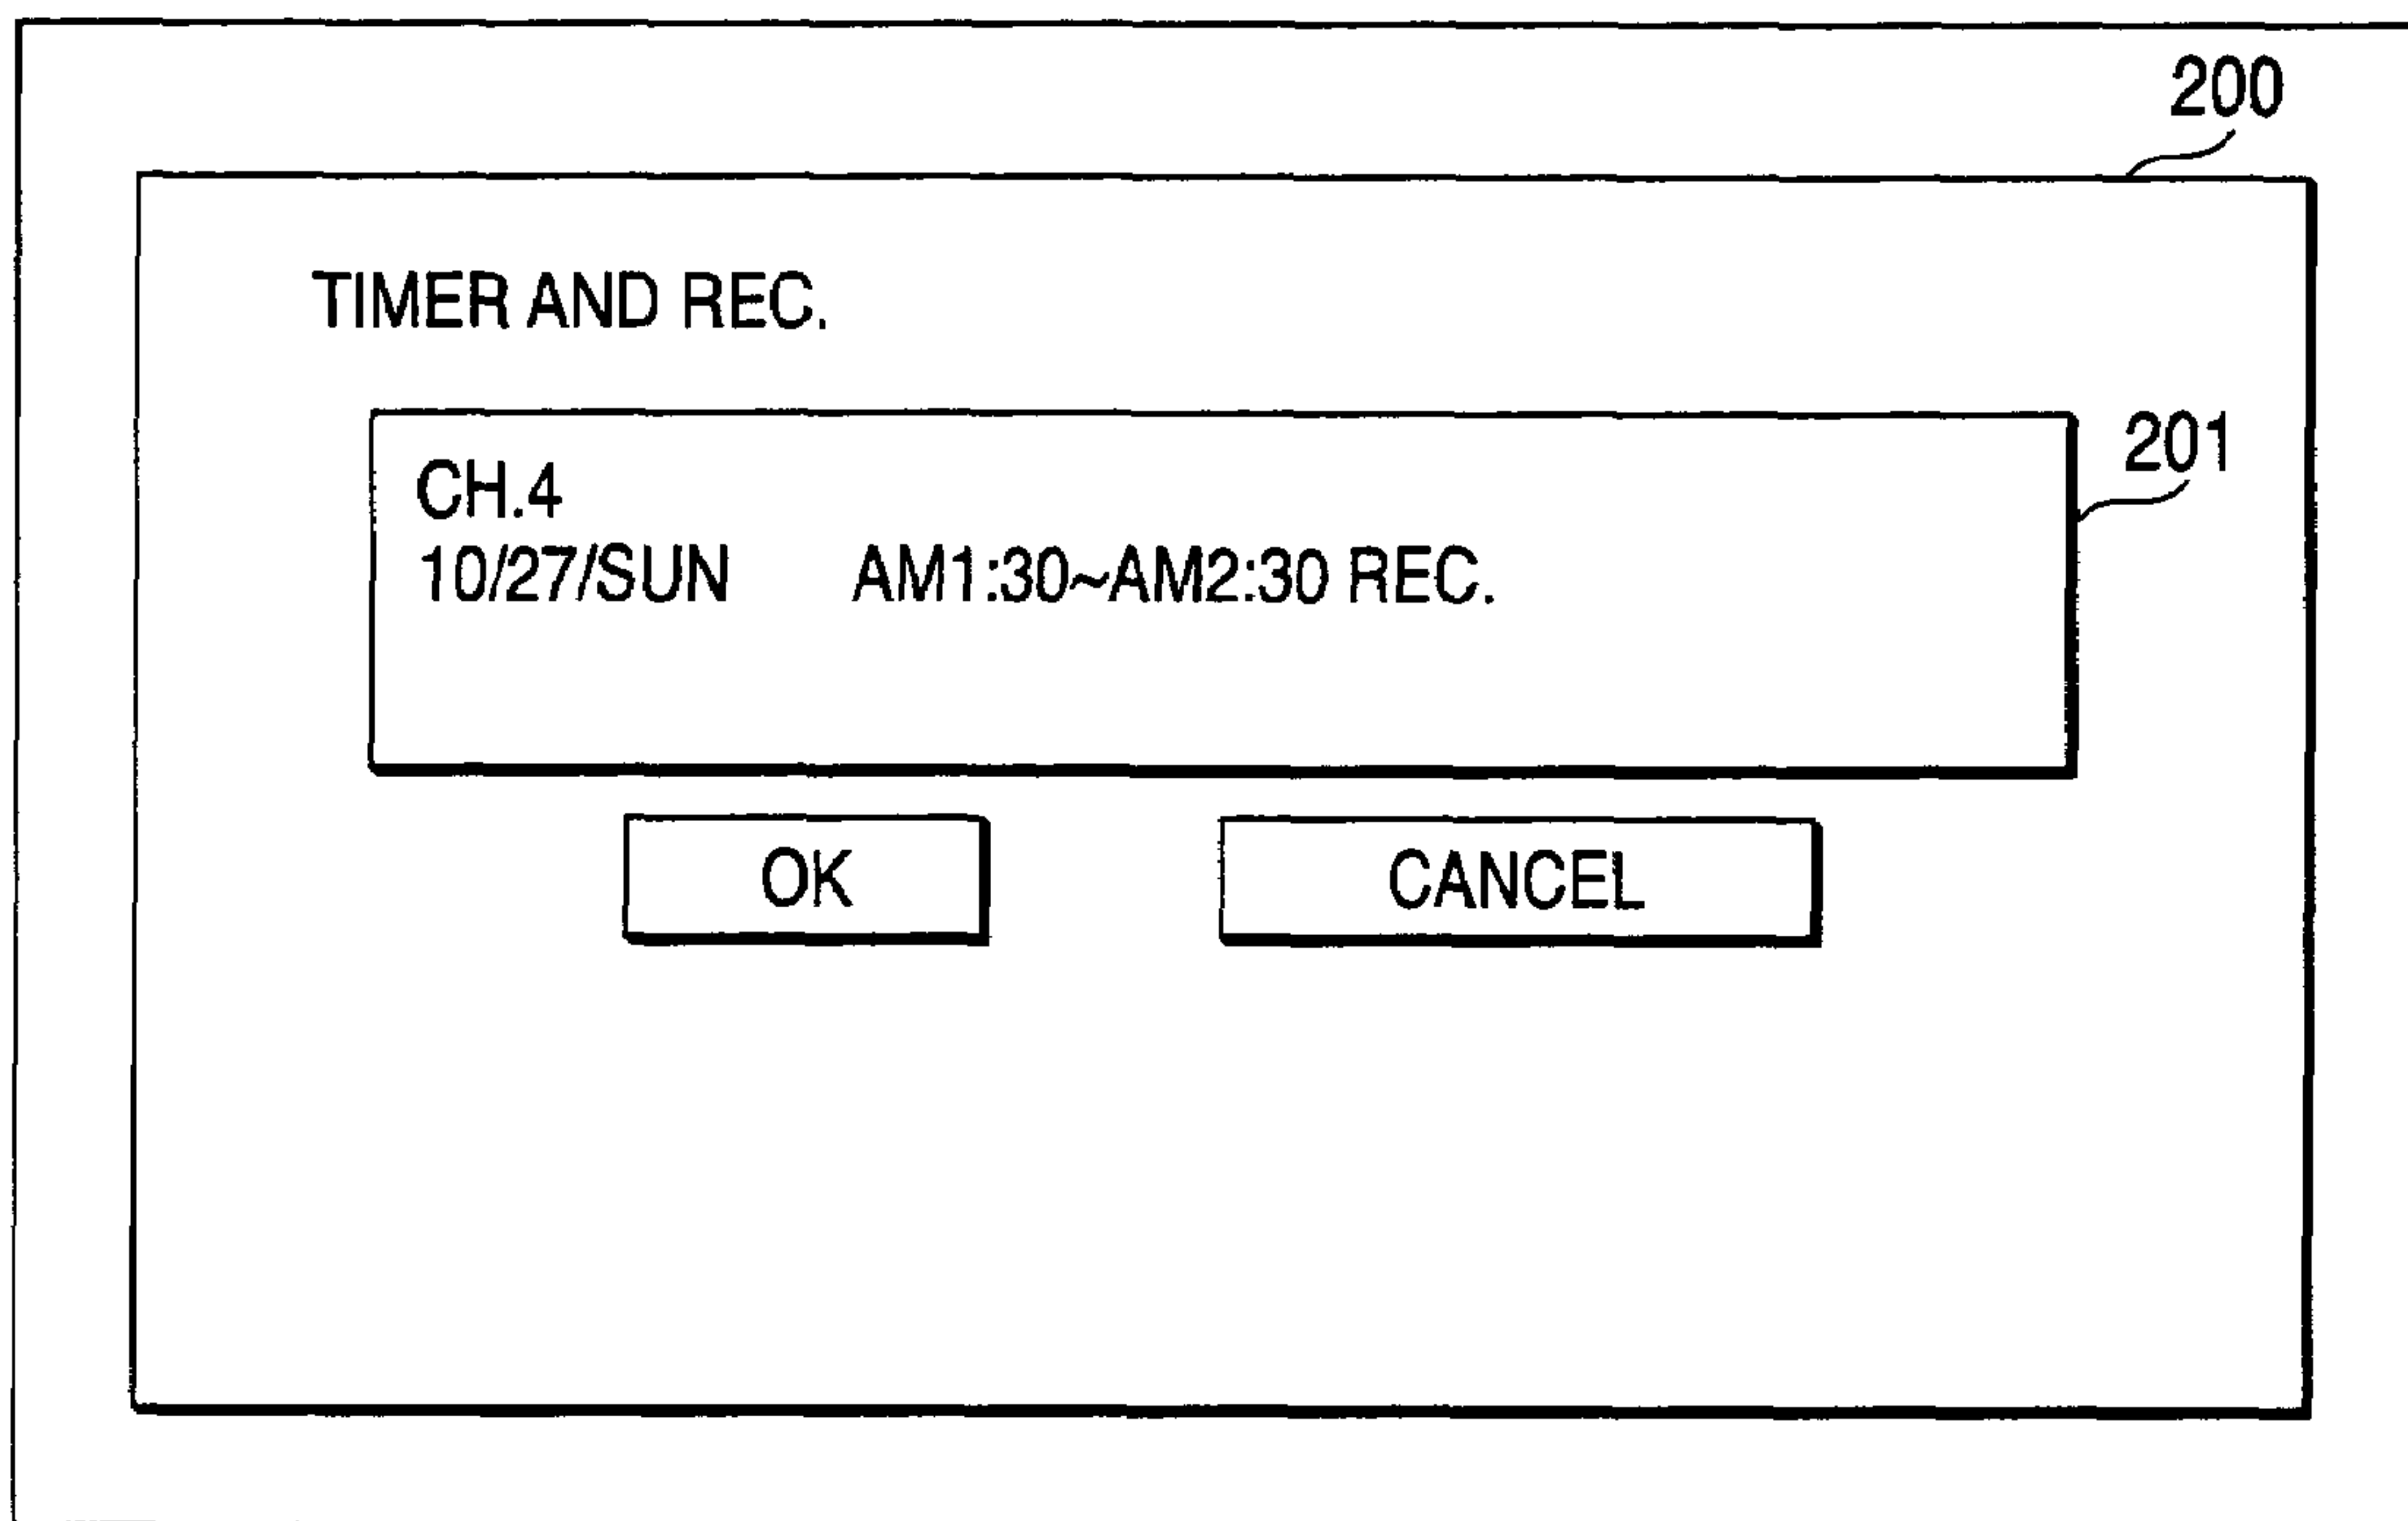 200
TIMER AND REC.
201
CH.4
10/27/SUN AM1:30~AM2:30 REC.
OK CANCEL